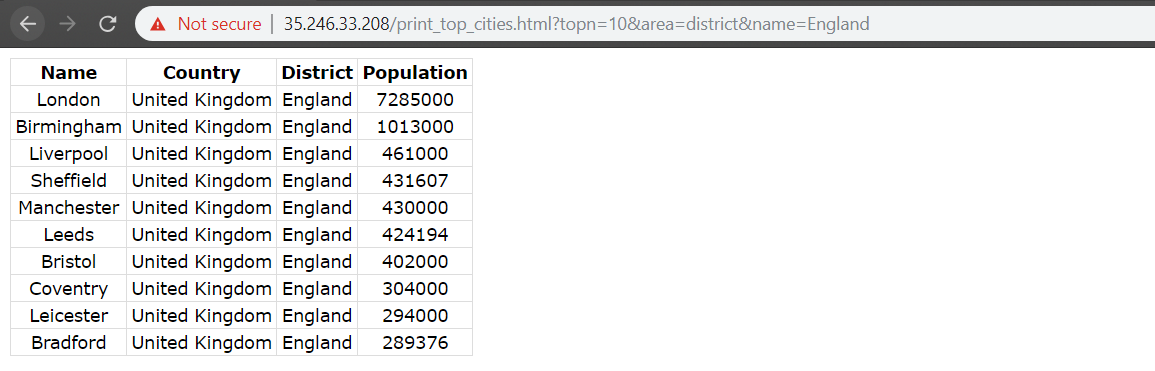 Not secure | 35.246.33.208/print_top_cities.html?topn=10&area=district&name=England
Name Country District Population
London United Kingdom England 7285000
Birmingham United Kingdom England 1013000
Liverpool United Kingdom England 461000
Sheffield United Kingdom England 431607
Manchester United Kingdom England 430000
Leeds United Kingdom England 424194
Bristol United Kingdom England 402000
Coventry United Kingdom England 304000
Leicester United Kingdom England 294000
Bradford United Kingdom England 289376